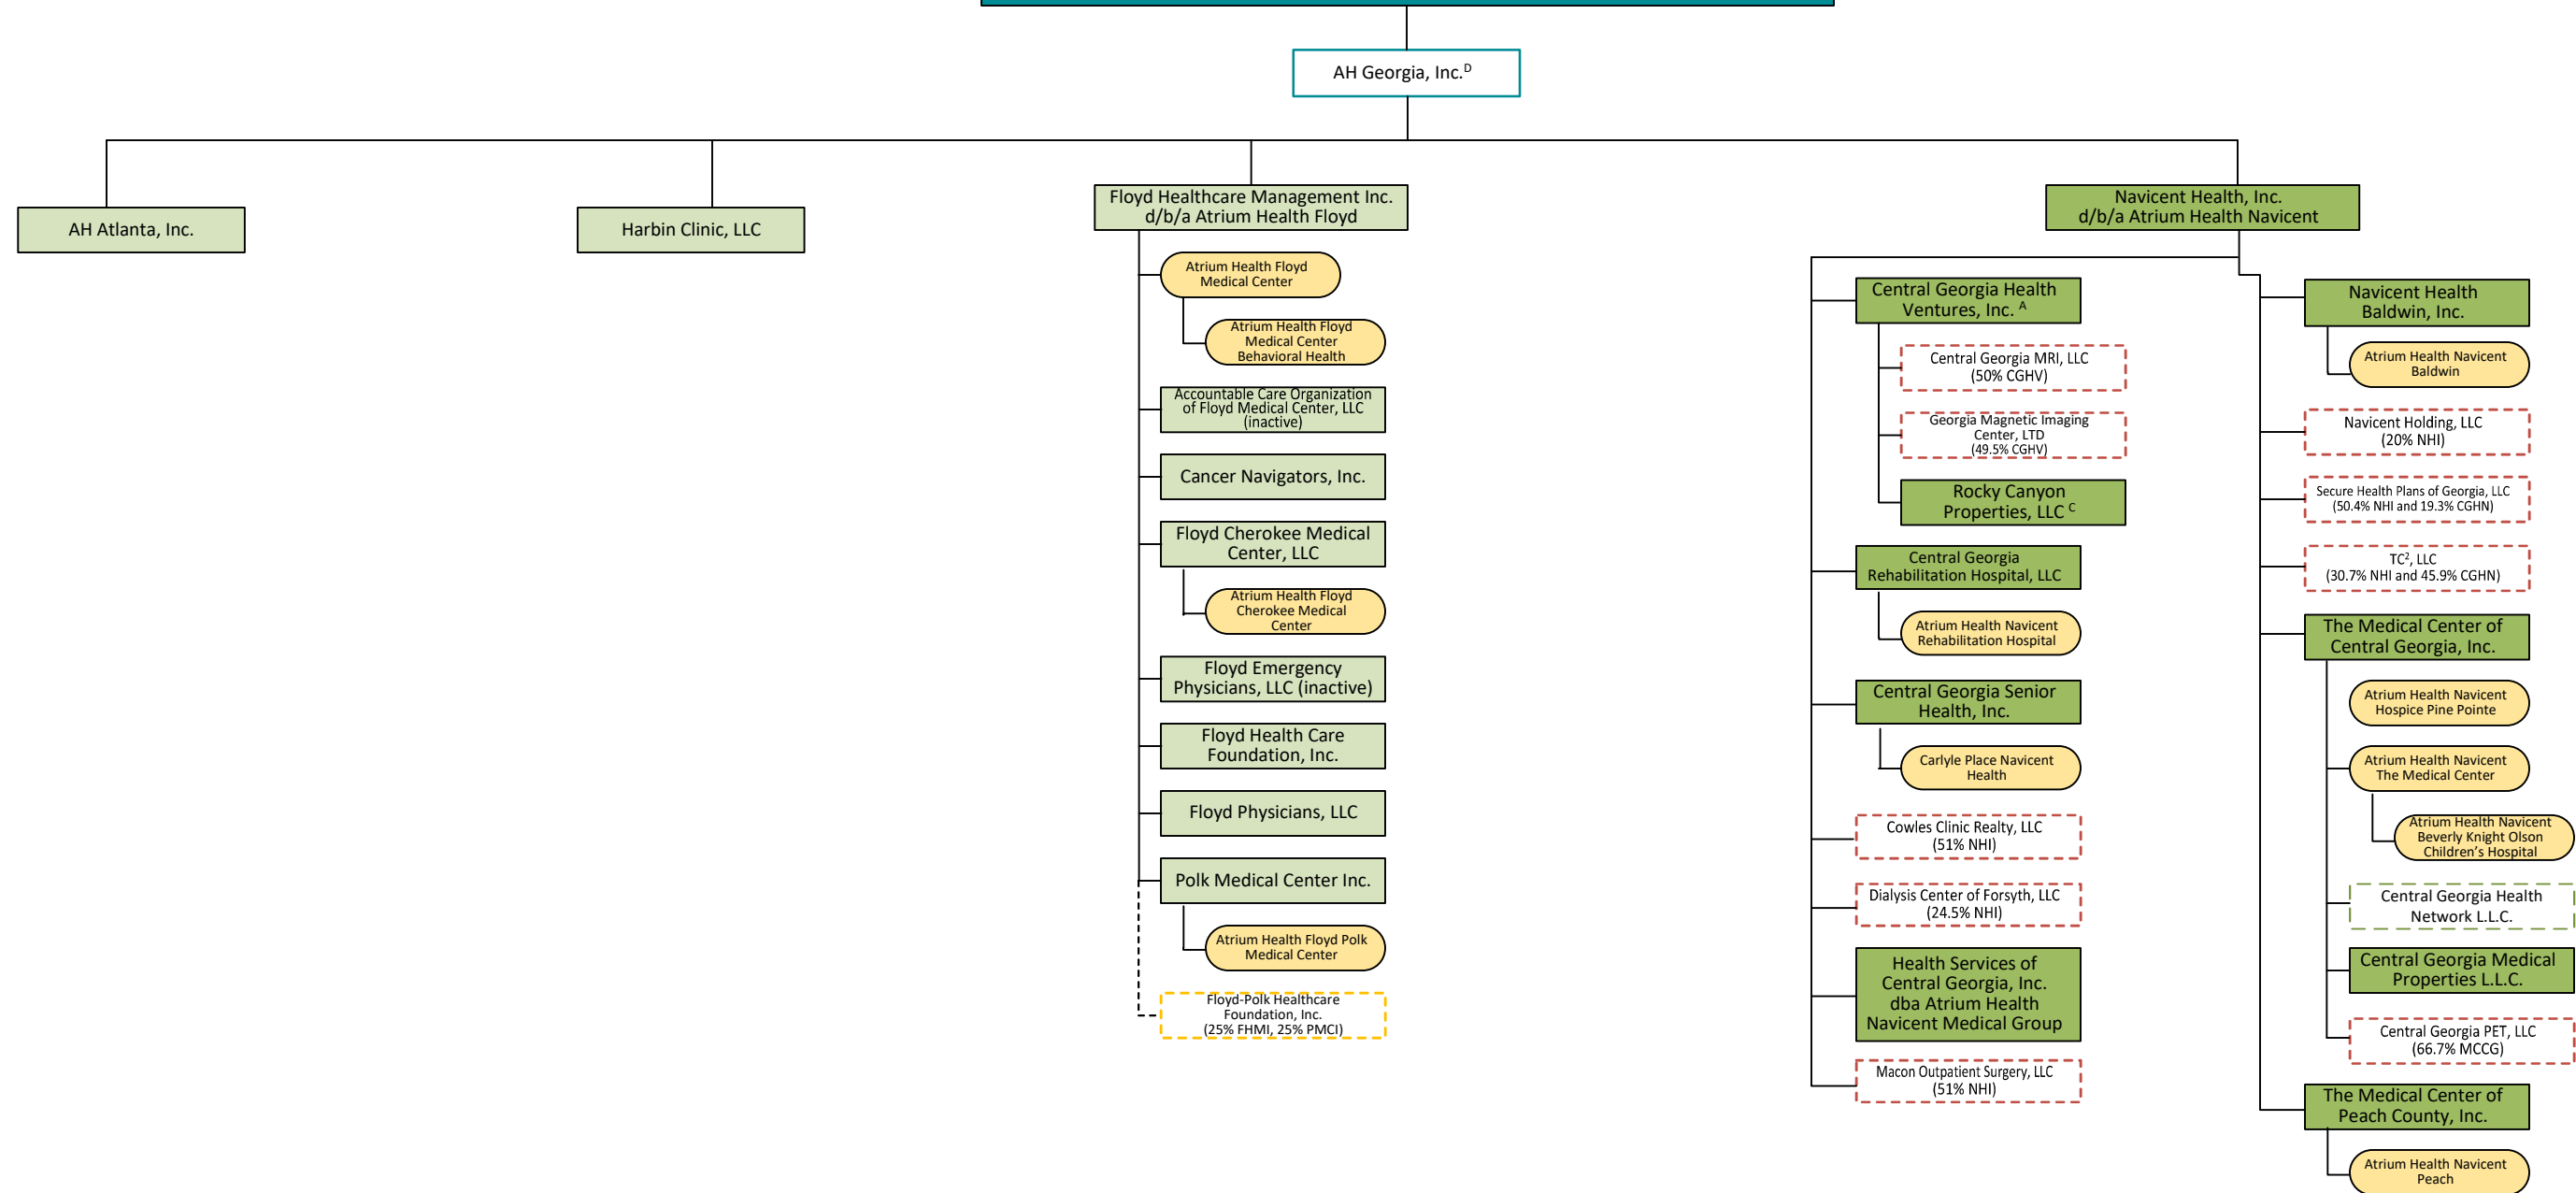 AH Georgia, Inc.ᴰ
AH Atlanta, Inc.
Harbin Clinic, LLC
Floyd Healthcare Management Inc.
d/b/a Atrium Health Floyd
Atrium Health Floyd
Medical Center
Atrium Health Floyd
Medical Center
Behavioral Health
Accountable Care Organization
of Floyd Medical Center, LLC
(inactive)
Cancer Navigators, Inc.
Floyd Cherokee Medical
Center, LLC
Atrium Health Floyd
Cherokee Medical
Center
Floyd Emergency
Physicians, LLC (inactive)
Floyd Health Care
Foundation, Inc.
Floyd Physicians, LLC
Polk Medical Center Inc.
Atrium Health Floyd Polk
Medical Center
Floyd-Polk Healthcare
Foundation, Inc.
(25% FHMI, 25% PMCI)
Navicent Health, Inc.
d/b/a Atrium Health Navicent
Central Georgia Health
Ventures, Inc. ᴬ
Central Georgia MRI, LLC
(50% CGHV)
Georgia Magnetic Imaging
Center, LTD
(49.5% CGHV)
Rocky Canyon
Properties, LLC ᶜ
Central Georgia
Rehabilitation Hospital, LLC
Atrium Health Navicent
Rehabilitation Hospital
Central Georgia Senior
Health, Inc.
Carlyle Place Navicent
Health
Cowles Clinic Realty, LLC
(51% NHI)
Dialysis Center of Forsyth, LLC
(24.5% NHI)
Health Services of
Central Georgia, Inc.
dba Atrium Health
Navicent Medical Group
Macon Outpatient Surgery, LLC
(51% NHI)
Navicent Health
Baldwin, Inc.
Atrium Health Navicent
Baldwin
Navicent Holding, LLC
(20% NHI)
Secure Health Plans of Georgia, LLC
(50.4% NHI and 19.3% CGHN)
TC², LLC
(30.7% NHI and 45.9% CGHN)
The Medical Center of
Central Georgia, Inc.
Atrium Health Navicent
Hospice Pine Pointe
Atrium Health Navicent
The Medical Center
Atrium Health Navicent
Beverly Knight Olson
Children’s Hospital
Central Georgia Health
Network L.L.C.
Central Georgia Medical
Properties L.L.C.
Central Georgia PET, LLC
(66.7% MCCG)
The Medical Center of
Peach County, Inc.
Atrium Health Navicent
Peach